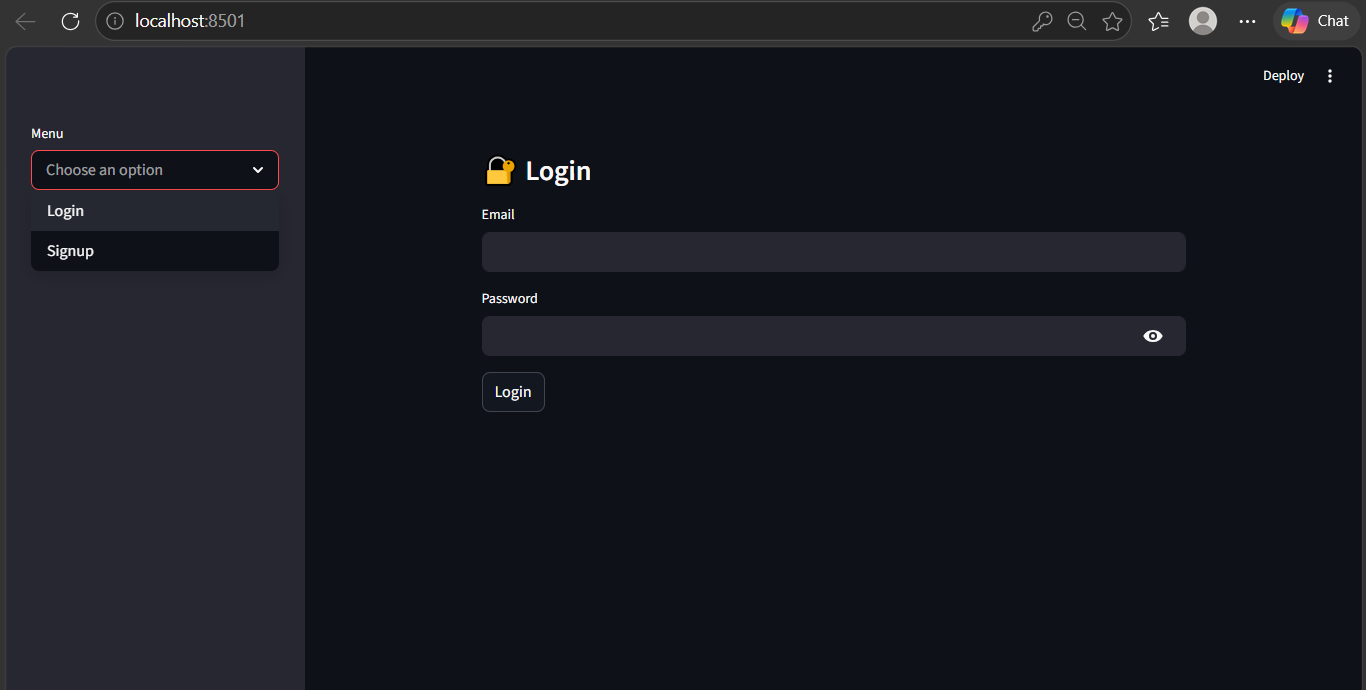 localhost:8501
Chat
Deploy
Menu
Choose an option
Login
Signup
Login
Email
Password
Login